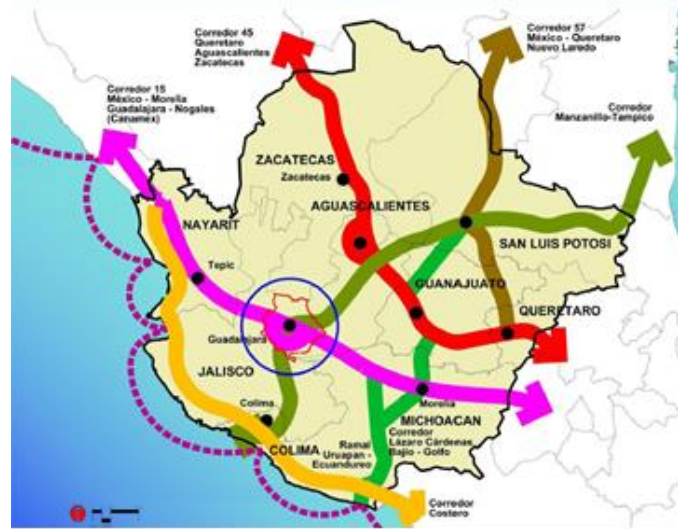 Corredor 45
Queretaro
Aguascalientes
Zacatecas
Corredor 57
México - Queretaro
Nuevo Laredo
Corredor 15
México - Morelia
Guadalajara - Nogales
(Canamex)
Corredor
Manzanillo-Tampico
ZACATECAS
Zacatecas
AGUASCALIENTES
NAYARIT
SAN LUIS POTOSI
Tepic
GUANAJUATO
QUERETARO
Guadalajara
JALISCO
Colima
Morelia
MICHOACAN
COLIMA
Ramal
Uruapan -
Ecuandureo
Corredor
Lázaro Cárdenas
Bajío - Golfo
Corredor
Costero